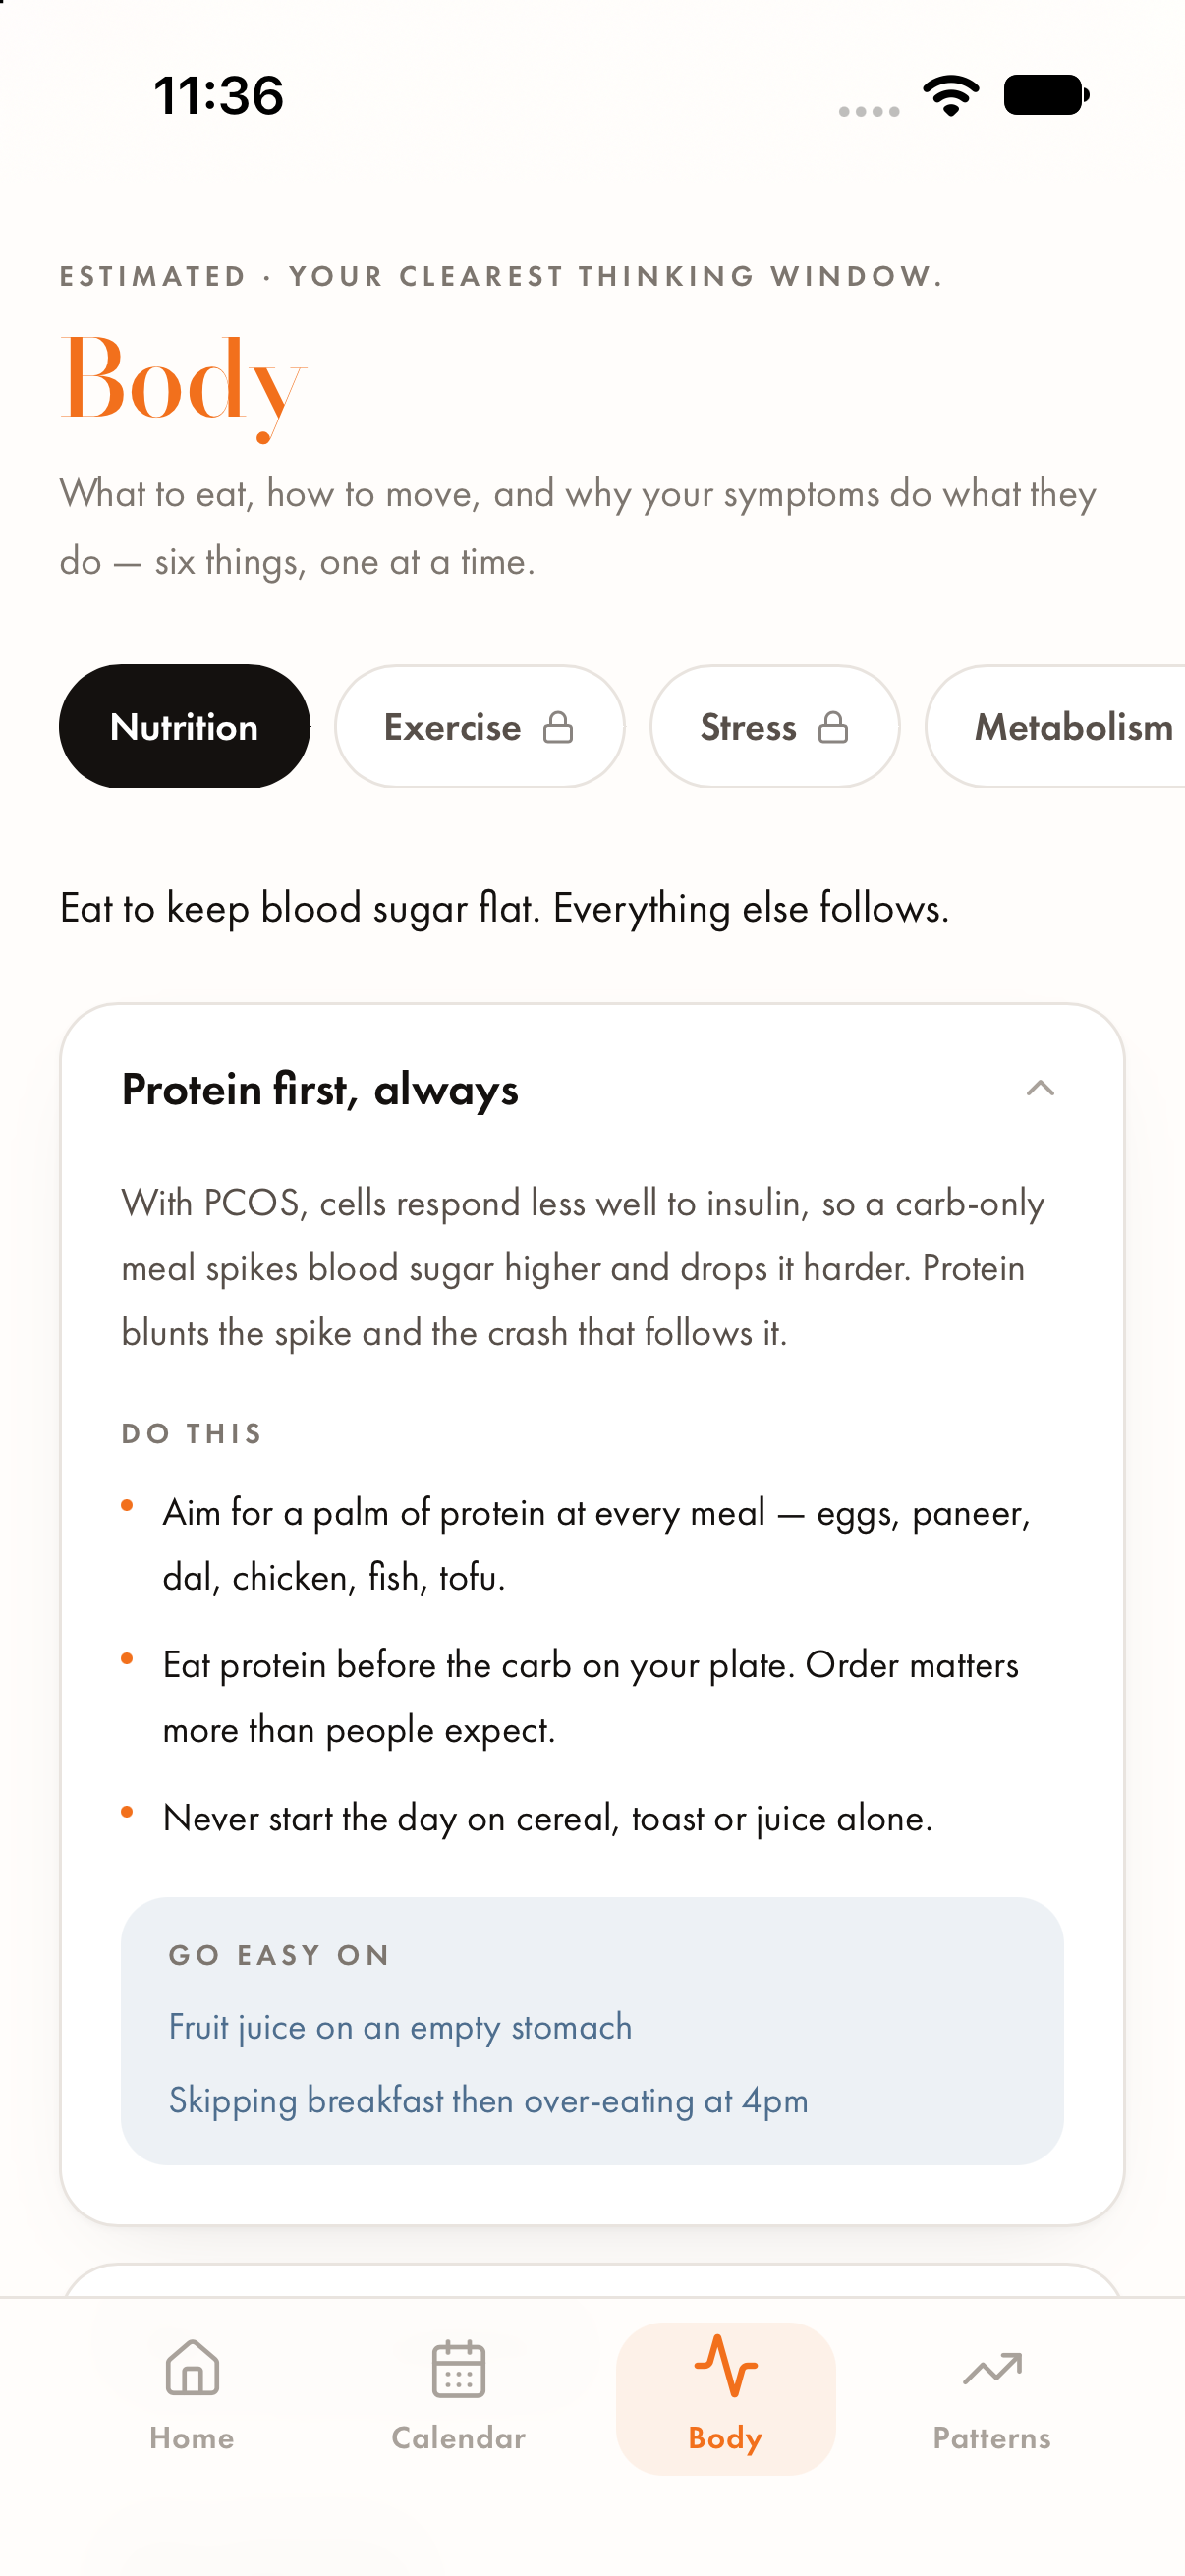 11:36
ESTIMATED · YOUR CLEAREST THINKING WINDOW.
Body
What to eat, how to move, and why your symptoms do what they
do — six things, one at a time.
Nutrition
Exercise
Stress
Metabolism
Eat to keep blood sugar flat. Everything else follows.
Protein first, always
With PCOS, cells respond less well to insulin, so a carb-only
meal spikes blood sugar higher and drops it harder. Protein
blunts the spike and the crash that follows it.
DO THIS
Aim for a palm of protein at every meal — eggs, paneer,
dal, chicken, fish, tofu.
Eat protein before the carb on your plate. Order matters
more than people expect.
Never start the day on cereal, toast or juice alone.
GO EASY ON
Fruit juice on an empty stomach
Skipping breakfast then over-eating at 4pm
Home
Calendar
Body
Patterns